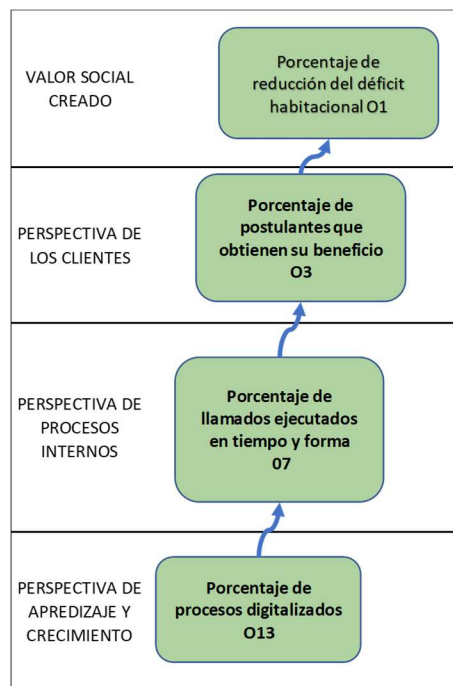 VALOR SOCIAL
CREADO
Porcentaje de
reducción del déficit
habitacional O1
PERSPECTIVA DE
LOS CLIENTES
Porcentaje de
postulantes que
obtienen su beneficio
O3
PERSPECTIVA DE
PROCESOS
INTERNOS
Porcentaje de
llamados ejecutados
en tiempo y forma
07
PERSPECTIVA DE
APREDIZAJE Y
CRECIMIENTO
Porcentaje de
procesos digitalizados
O13